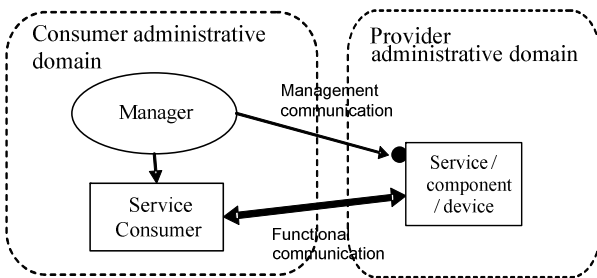 Consumer administrative
domain
Provider
administrative domain
Management
communication
Manager
Service /
component
/ device
Service
Consumer
Functional
communication